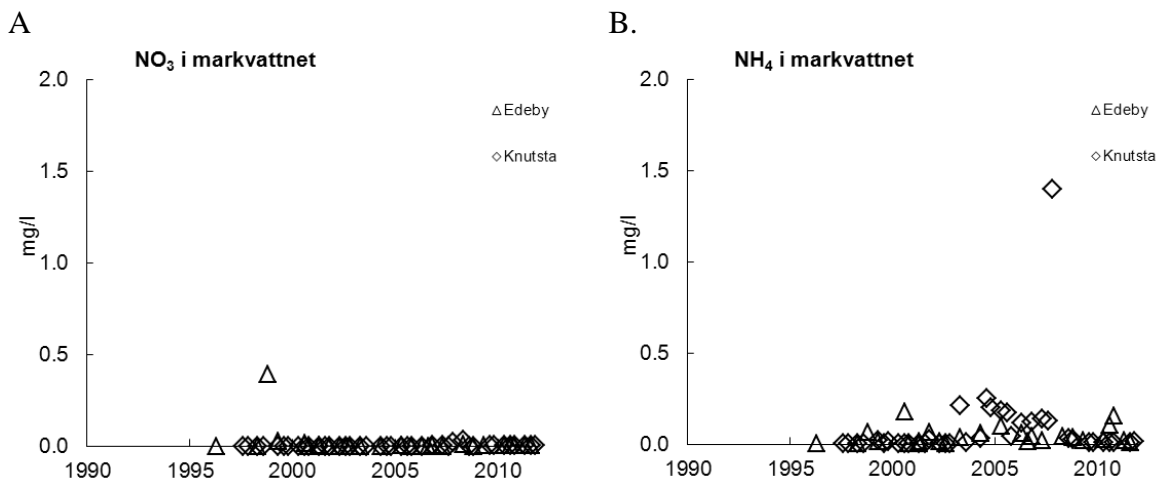 A
NO₃ i markvattnet
2.0
△Edeby
1.5
◇Knutsta
mg/l
1.0
0.5
0.0
1990 1995 2000 2005 2010
B.
NH₄ i markvattnet
2.0
△Edeby
1.5
◇Knutsta
mg/l
1.0
0.5
0.0
1990 1995 2000 2005 2010